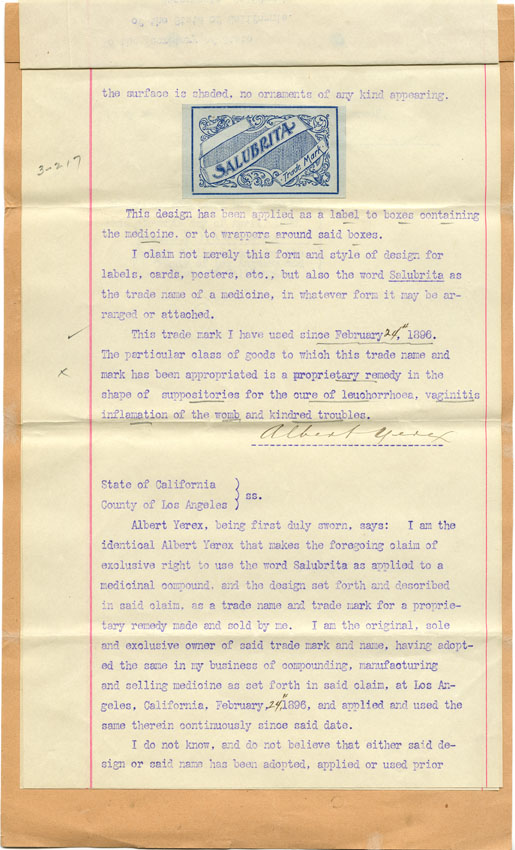 of the State of California.
the surface is shaded, no ornaments of any kind appearing.
3-217
SALUBRITA
Trade Mark
This design has been applied as a label to boxes containing
the medicine, or to wrappers around said boxes.
I claim not merely this form and style of design for
labels, cards, posters, etc., but also the word Salubrita as
the trade name of a medicine, in whatever form it may be ar-
ranged or attached.
This trade mark I have used since February 24," 1896.
The particular class of goods to which this trade name and
mark has been appropriated is a proprietary remedy in the
shape of suppositories for the cure of leuchorrhoea, vaginitis
inflamation of the womb and kindred troubles.
Albert Yerex
State of California }
County of Los Angeles } ss.
Albert Yerex, being first duly sworn, says: I am the
identical Albert Yerex that makes the foregoing claim of
exclusive right to use the word Salubrita as applied to a
medicinal compound, and the design set forth and described
in said claim, as a trade name and trade mark for a proprie-
tary remedy made and sold by me. I am the original, sole
and exclusive owner of said trade mark and name, having adopt-
ed the same in my business of compounding, manufacturing
and selling medicine as set forth in said claim, at Los An-
geles, California, February, 24," 1896, and applied and used the
same therein continuously since said date.
I do not know, and do not believe that either said de-
sign or said name has been adopted, applied or used prior